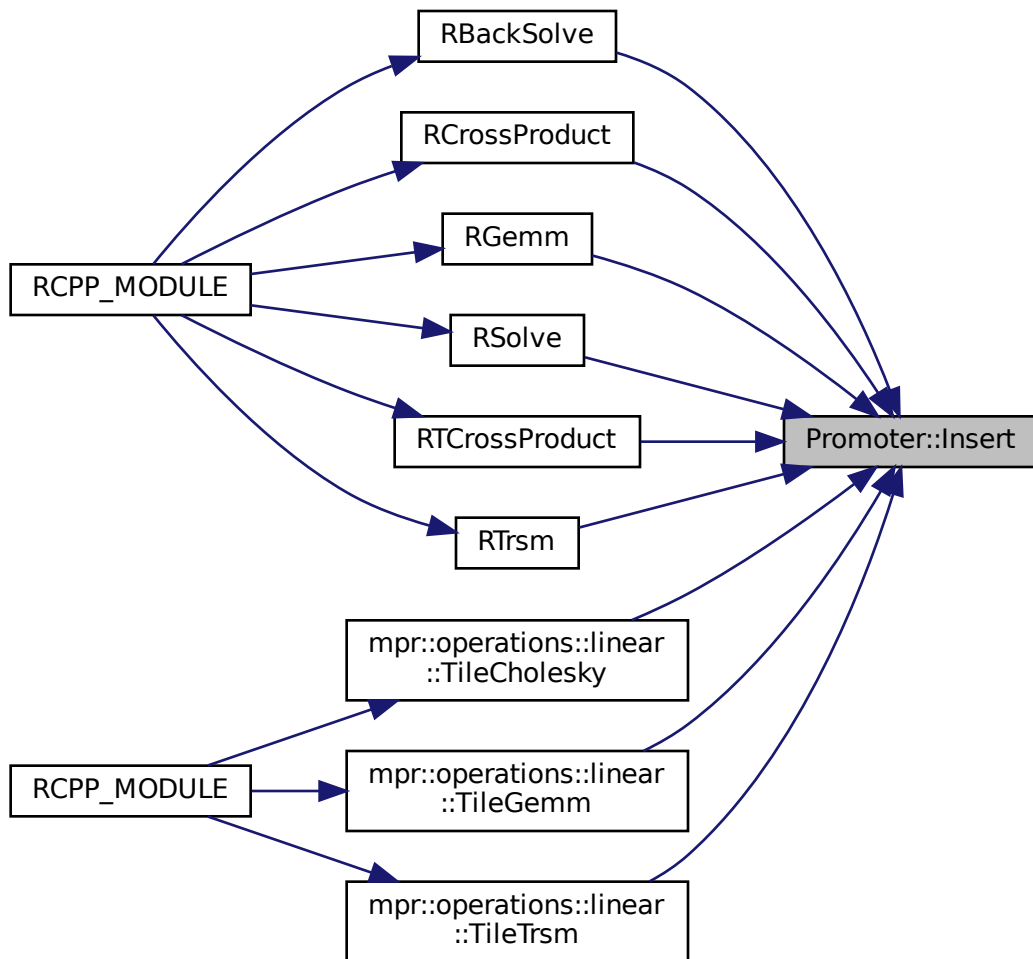 RBackSolve
RCrossProduct
RGemm
RCPP_MODULE
RSolve
RTCrossProduct
Promoter::Insert
RTrsm
mpr::operations::linear
::TileCholesky
mpr::operations::linear
::TileGemm
RCPP_MODULE
mpr::operations::linear
::TileTrsm